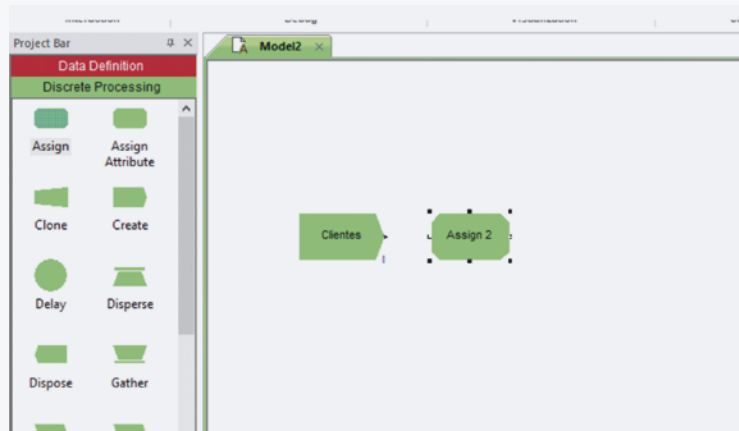 Project Bar
Model2
Data Definition
Discrete Processing
Assign
Assign
Attribute
Clone
Create
Delay
Disperse
Dispose
Gather
Clientes
Assign 2